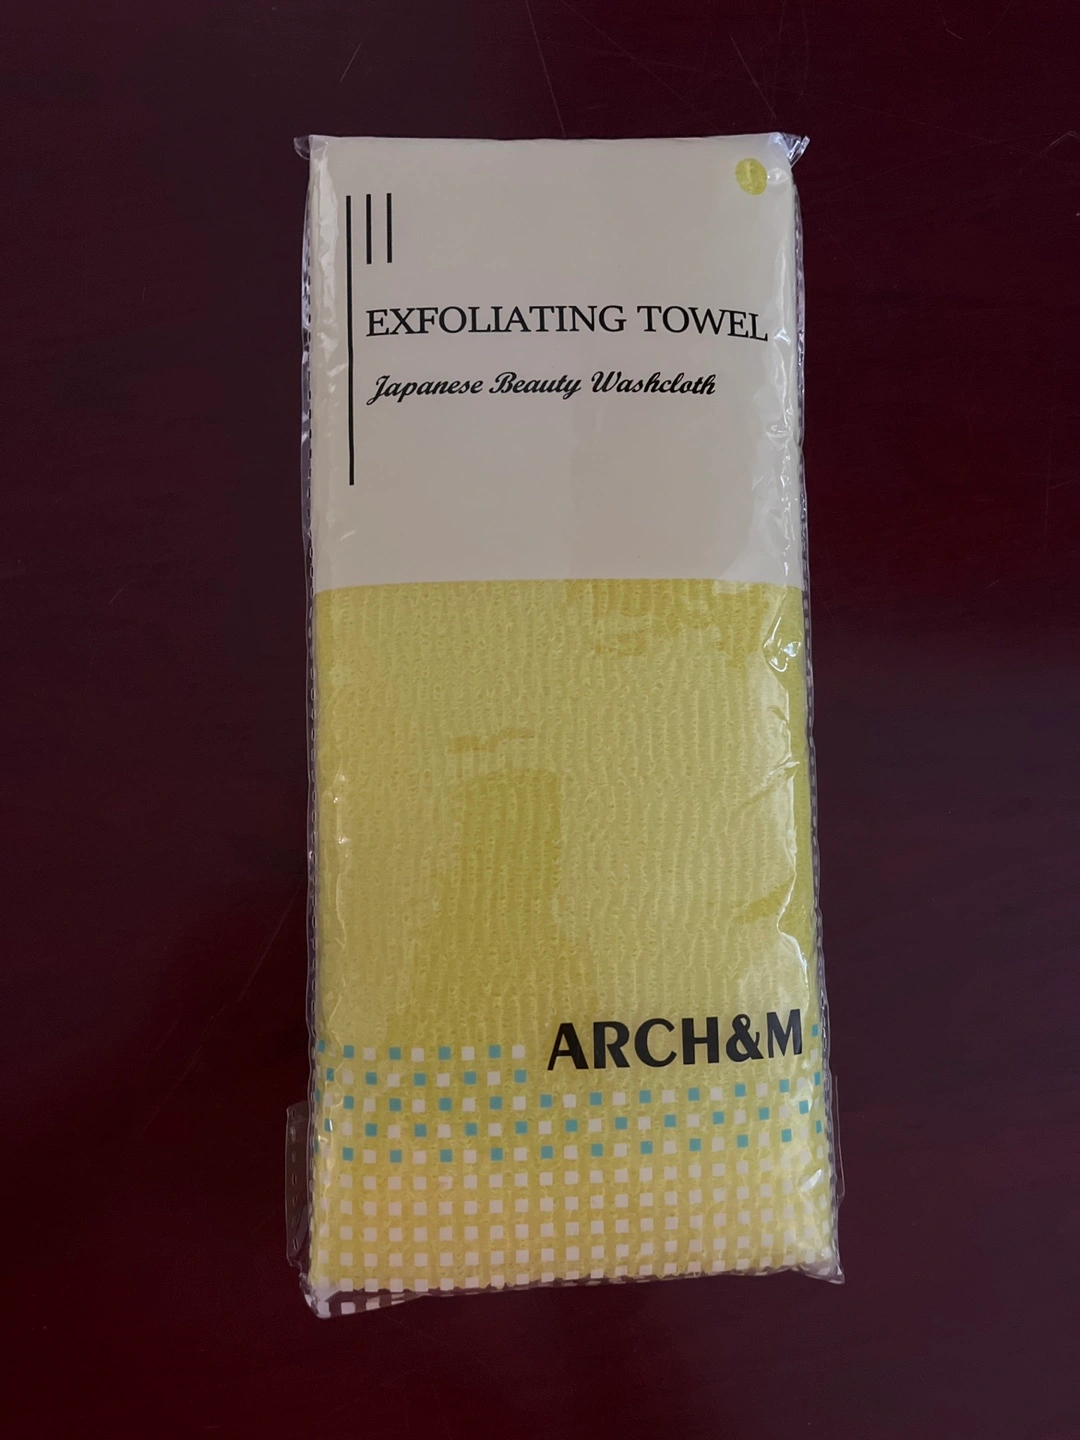 EXFOLIATING TOWEL
Japanese Beauty Washcloth
ARCH&M